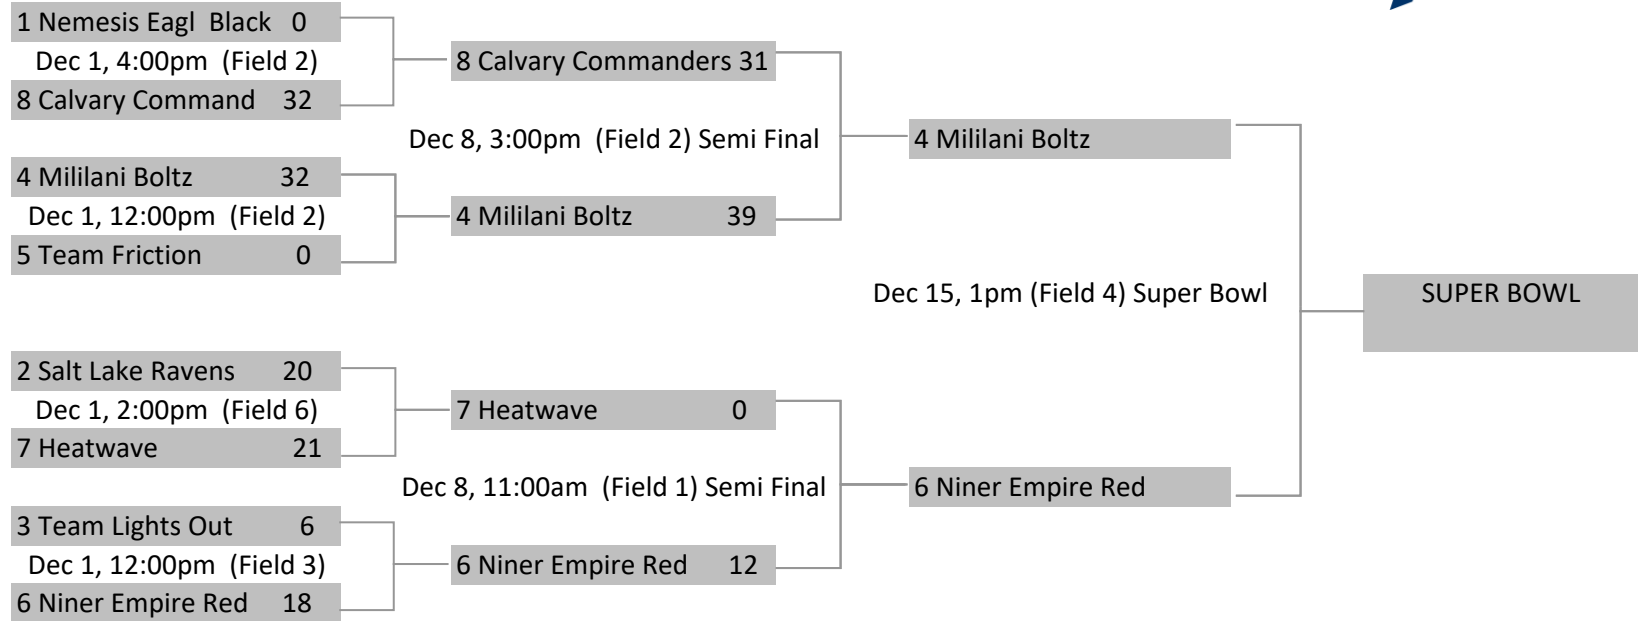 1 Nemesis Eagl  Black   0
Dec 1, 4:00pm  (Field 2)
8 Calvary Command   32
8 Calvary Commanders 31
Dec 8, 3:00pm  (Field 2) Semi Final
4 Mililani Boltz
4 Mililani Boltz 32
Dec 1, 12:00pm  (Field 2)
5 Team Friction 0
4 Mililani Boltz 39
Dec 15, 1pm (Field 4) Super Bowl
SUPER BOWL
2 Salt Lake Ravens 20
Dec 1, 2:00pm  (Field 6)
7 Heatwave 21
7 Heatwave 0
Dec 8, 11:00am  (Field 1) Semi Final
6 Niner Empire Red
3 Team Lights Out 6
Dec 1, 12:00pm  (Field 3)
6 Niner Empire Red 18
6 Niner Empire Red 12